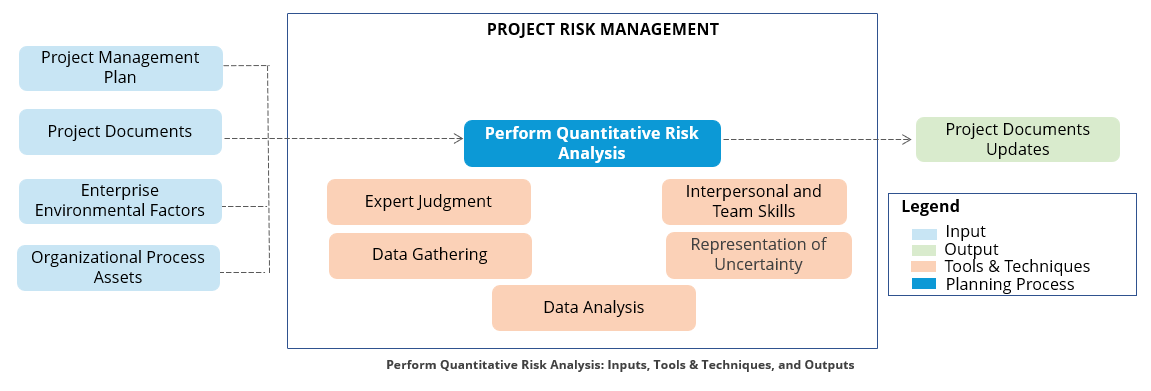 PROJECT RISK MANAGEMENT
Project Management
Plan
Project Documents
Enterprise
Environmental Factors
Organizational Process
Assets
Perform Quantitative Risk
Analysis
Expert Judgment
Interpersonal and
Team Skills
Data Gathering
Representation of
Uncertainty
Data Analysis
Project Documents
Updates
Legend
Input
Output
Tools & Techniques
Planning Process
Perform Quantitative Risk Analysis: Inputs, Tools & Techniques, and Outputs